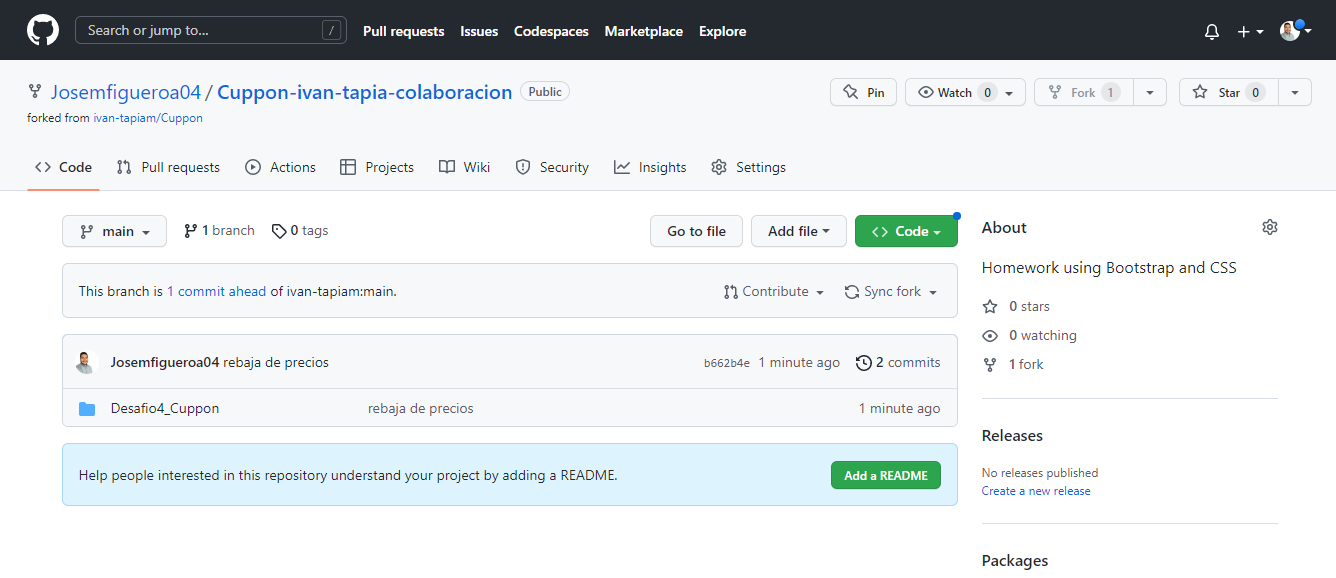 Search or jump to... /
Pull requests Issues Codespaces Marketplace Explore
Josemfigueroa04 / Cuppon-ivan-tapia-colaboracion Public
Pin Watch 0 Fork 1 Star 0
forked from ivan-tapiam/Cuppon
Code Pull requests Actions Projects Wiki Security Insights Settings
main 1 branch 0 tags Go to file Add file Code
This branch is 1 commit ahead of ivan-tapiam:main. Contribute Sync fork
Josemfigueroa04 rebaja de precios b662b4e 1 minute ago 2 commits
Desafio4_Cuppon rebaja de precios 1 minute ago
Help people interested in this repository understand your project by adding a README. Add a README
About
Homework using Bootstrap and CSS
0 stars
0 watching
1 fork
Releases
No releases published
Create a new release
Packages